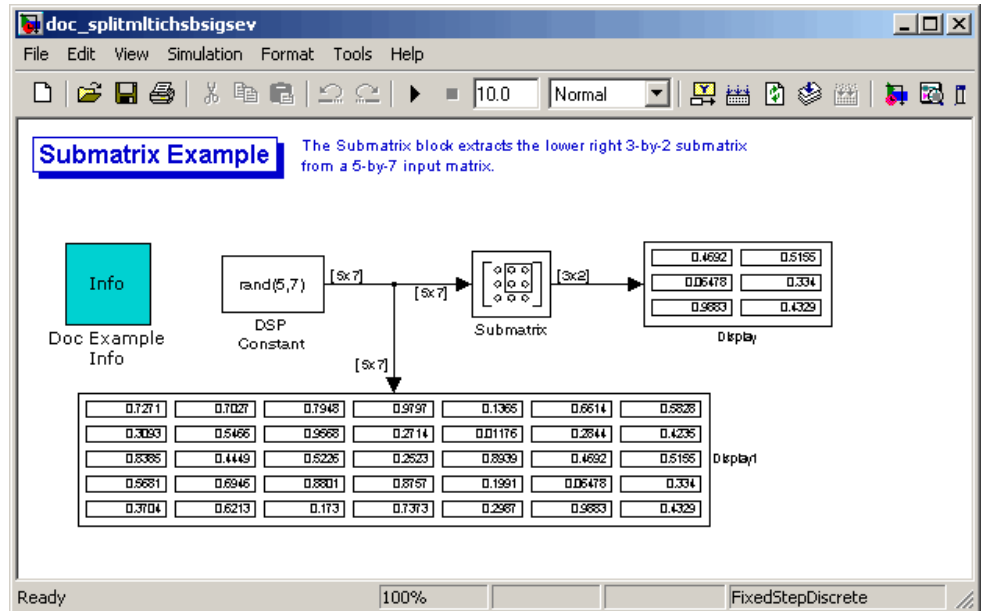 doc_splitmltichsbsigsev
File Edit View Simulation Format Tools Help
10.0 Normal
Submatrix Example
The Submatrix block extracts the lower right 3-by-2 submatrix
from a 5-by-7 input matrix.
Info
Doc Example
Info
rand(5,7)
DSP
Constant
[5x7]
[5x7]
[5x7]
Submatrix
[3x2]
0.4692 0.5155
0.06478 0.334
0.9883 0.4329
Display
0.7271 0.7027 0.7948 0.9797 0.1365 0.6614 0.5828
0.3093 0.5466 0.9568 0.2714 0.01176 0.2844 0.4235
0.8385 0.4449 0.5226 0.2523 0.8939 0.4692 0.5155
0.5681 0.6946 0.8801 0.8757 0.1991 0.06478 0.334
0.3704 0.6213 0.173 0.7373 0.2987 0.9883 0.4329
Display1
Ready 100% FixedStepDiscrete